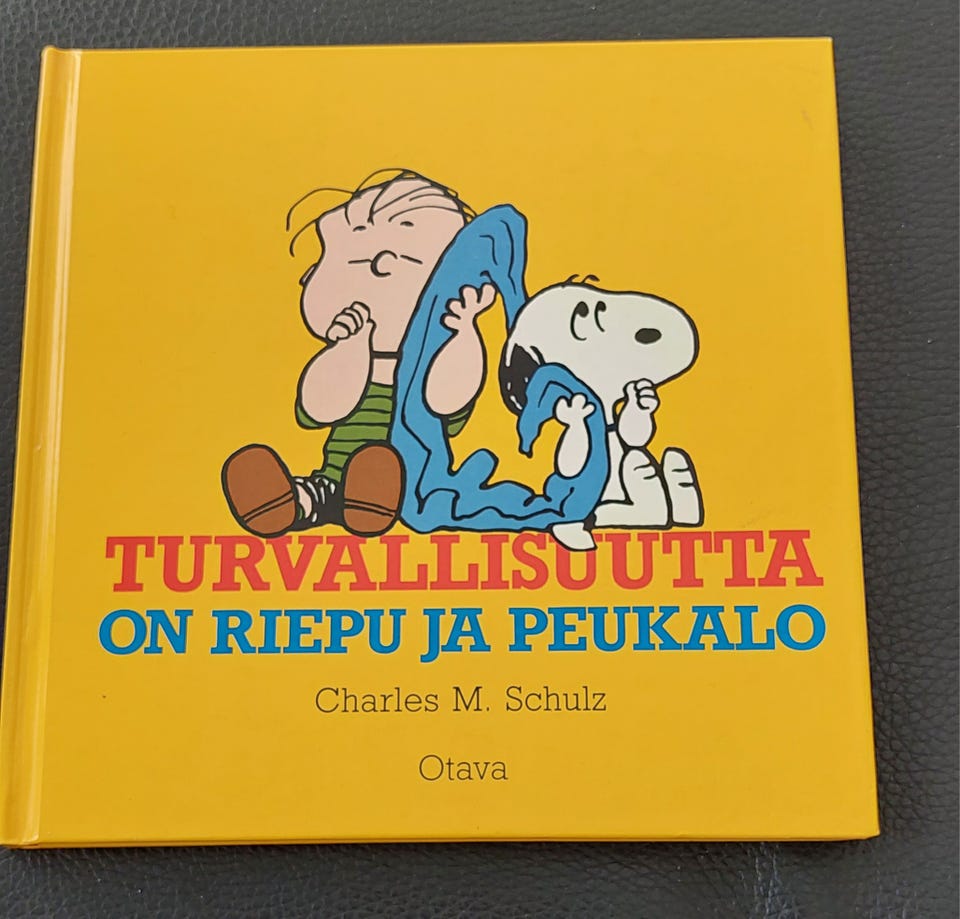 TURVALLISUUTTA
ON RIEPU JA PEUKALO
Charles M. Schulz
Otava